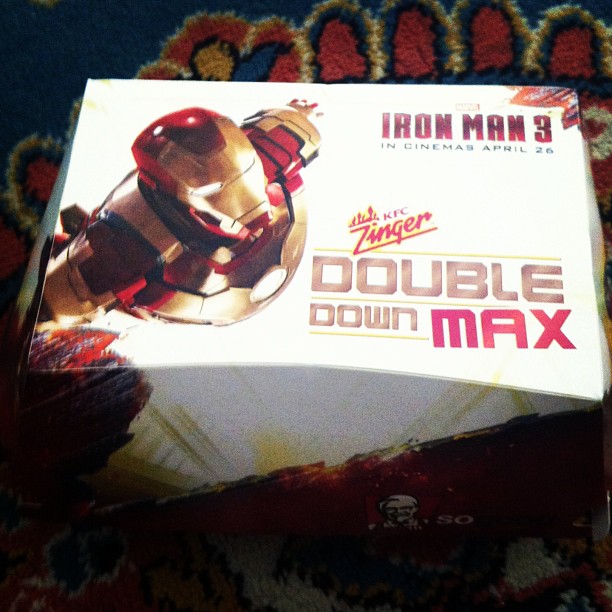 MARVEL
IRON MAN 3
IN CINEMAS APRIL 26
KFC
Zinger
DOUBLE
DOWN MAX
SO